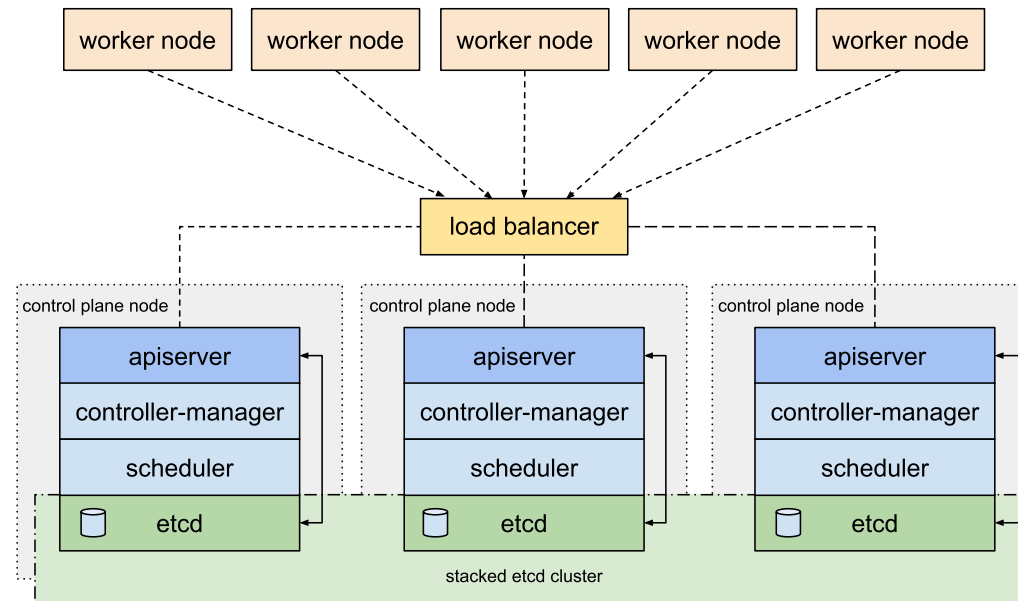 worker node
worker node
worker node
worker node
worker node
load balancer
control plane node
control plane node
control plane node
apiserver
apiserver
apiserver
controller-manager
controller-manager
controller-manager
scheduler
scheduler
scheduler
etcd
etcd
etcd
stacked etcd cluster